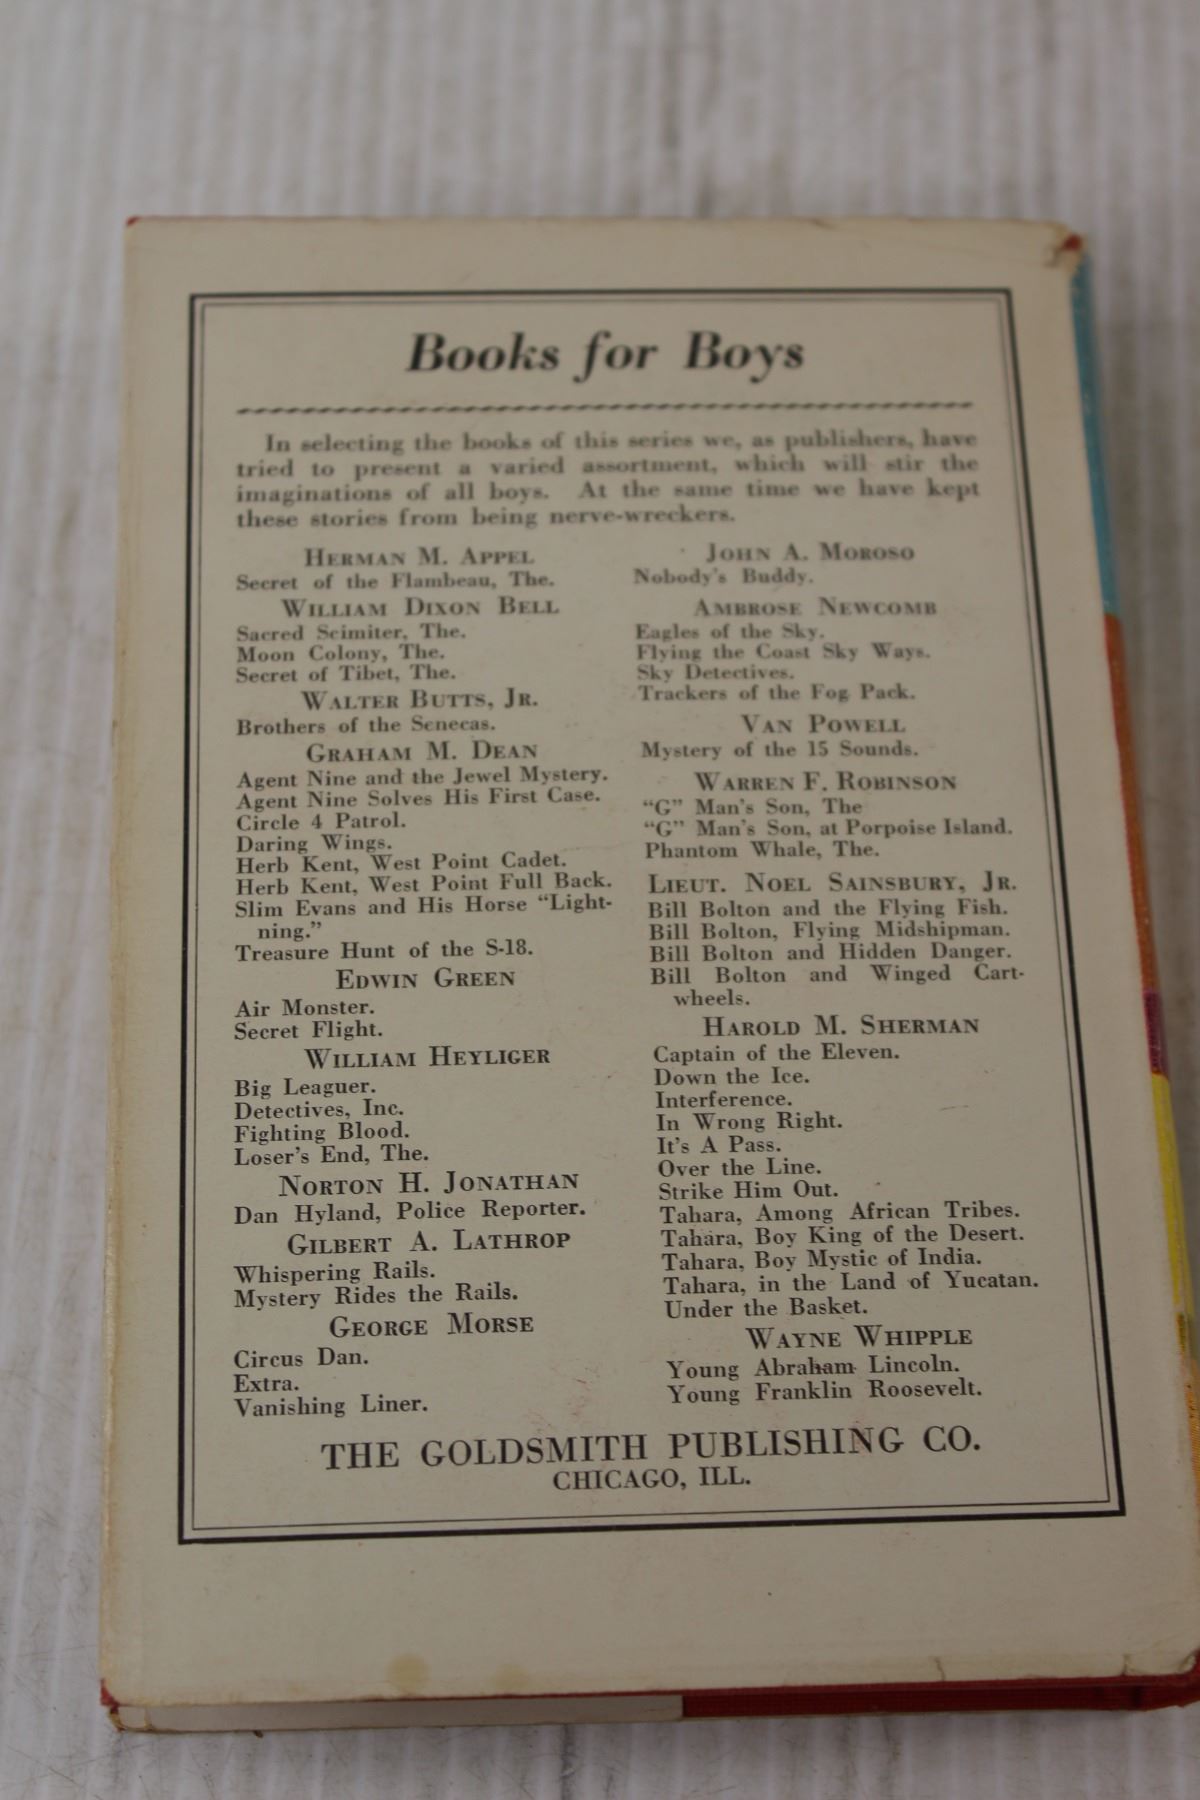 Books for Boys
In selecting the books of this series we, as publishers, have
tried to present a varied assortment, which will stir the
imaginations of all boys. At the same time we have kept
these stories from being nerve-wreckers.
HERMAN M. APPEL
Secret of the Flambeau, The.
WILLIAM DIXON BELL
Sacred Scimiter, The.
Moon Colony, The.
Secret of Tibet, The.
WALTER BUTTS, JR.
Brothers of the Senecas.
GRAHAM M. DEAN
Agent Nine and the Jewel Mystery.
Agent Nine Solves His First Case.
Circle 4 Patrol.
Daring Wings.
Herb Kent, West Point Cadet.
Herb Kent, West Point Full Back.
Slim Evans and His Horse "Light-
ning."
Treasure Hunt of the S-18.
EDWIN GREEN
Air Monster.
Secret Flight.
WILLIAM HEYLIGER
Big Leaguer.
Detectives, Inc.
Fighting Blood.
Loser's End, The.
NORTON H. JONATHAN
Dan Hyland, Police Reporter.
GILBERT A. LATHROP
Whispering Rails.
Mystery Rides the Rails.
GEORGE MORSE
Circus Dan.
Extra.
Vanishing Liner.
JOHN A. MOROSO
Nobody's Buddy.
AMBROSE NEWCOMB
Eagles of the Sky.
Flying the Coast Sky Ways.
Sky Detectives.
Trackers of the Fog Pack.
VAN POWELL
Mystery of the 15 Sounds.
WARREN F. ROBINSON
"G" Man's Son, The
"G" Man's Son, at Porpoise Island.
Phantom Whale, The.
LIEUT. NOEL SAINSBURY, JR.
Bill Bolton and the Flying Fish.
Bill Bolton, Flying Midshipman.
Bill Bolton and Hidden Danger.
Bill Bolton and Winged Cart-
wheels.
HAROLD M. SHERMAN
Captain of the Eleven.
Down the Ice.
Interference.
In Wrong Right.
It's A Pass.
Over the Line.
Strike Him Out.
Tahara, Among African Tribes.
Tahara, Boy King of the Desert.
Tahara, Boy Mystic of India.
Tahara, in the Land of Yucatan.
Under the Basket.
WAYNE WHIPPLE
Young Abraham Lincoln.
Young Franklin Roosevelt.
THE GOLDSMITH PUBLISHING CO.
CHICAGO, ILL.